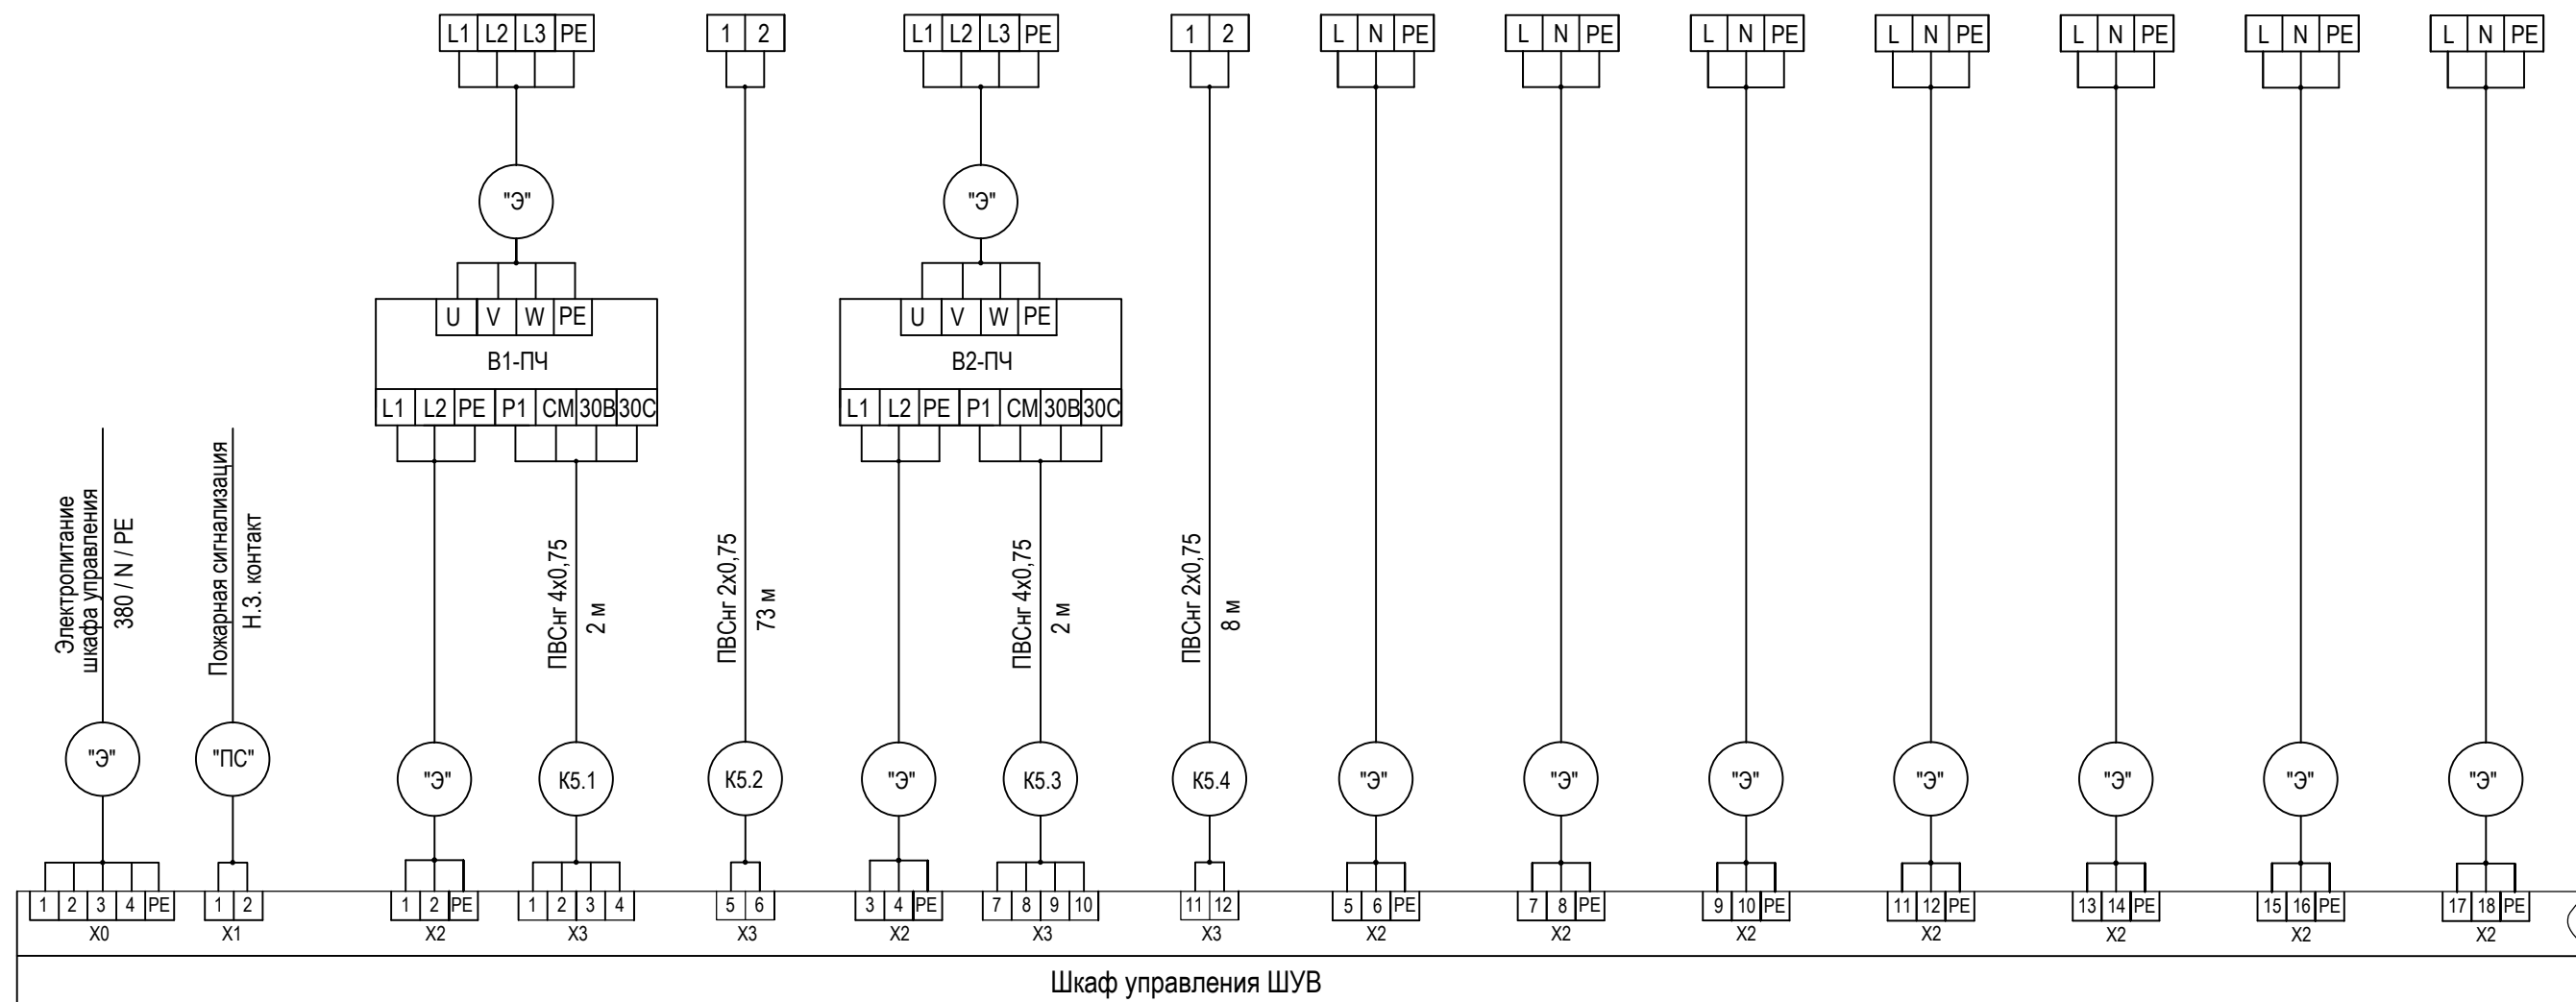 L1 L2 L3 PE 1 2 L1 L2 L3 PE 1 2 L N PE L N PE L N PE L N PE L N PE L N PE L N PE
"Э" "Э"
U V W PE U V W PE
В1-ПЧ В2-ПЧ
L1 L2 PE P1 CM 30B 30C L1 L2 PE P1 CM 30B 30C
Электропитание
шкафа управления
380 / N / PE
Пожарная сигнализация
Н.З. контакт
ПВСнг 4х0,75
2 м
ПВСнг 2х0,75
73 м
ПВСнг 4х0,75
2 м
ПВСнг 2х0,75
8 м
"Э" "ПС" "Э" К5.1 К5.2 "Э" К5.3 К5.4 "Э" "Э" "Э" "Э" "Э" "Э" "Э"
1 2 3 4 PE 1 2 1 2 PE 1 2 3 4 5 6 3 4 PE 7 8 9 10 11 12 5 6 PE 7 8 PE 9 10 PE 11 12 PE 13 14 PE 15 16 PE 17 18 PE
X0 X1 X2 X3 X3 X2 X3 X3 X2 X2 X2 X2 X2 X2 X2
Шкаф управления ШУВ